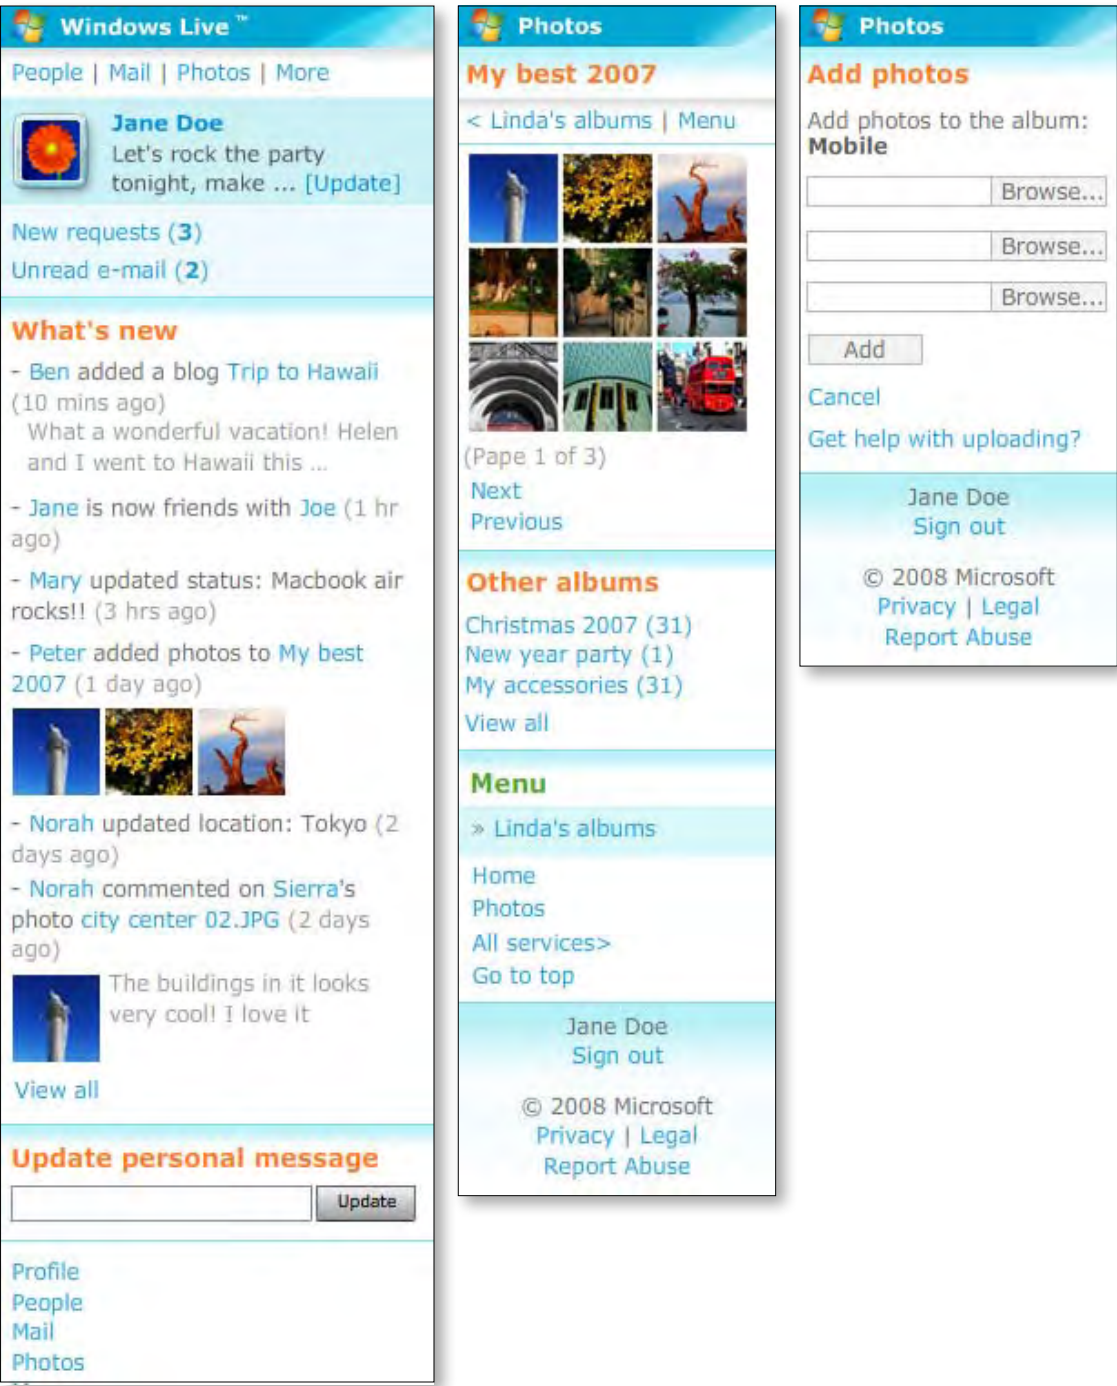 Windows Live ™
People | Mail | Photos | More
Jane Doe
Let's rock the party
tonight, make ... [Update]
New requests (3)
Unread e-mail (2)
What's new
- Ben added a blog Trip to Hawaii
(10 mins ago)
What a wonderful vacation! Helen
and I went to Hawaii this ...
- Jane is now friends with Joe (1 hr
ago)
- Mary updated status: Macbook air
rocks!! (3 hrs ago)
- Peter added photos to My best
2007 (1 day ago)
- Norah updated location: Tokyo (2
days ago)
- Norah commented on Sierra's
photo city center 02.JPG (2 days
ago)
The buildings in it looks
very cool! I love it
View all
Update personal message
Update
Profile
People
Mail
Photos
Photos
My best 2007
< Linda's albums | Menu
(Pape 1 of 3)
Next
Previous
Other albums
Christmas 2007 (31)
New year party (1)
My accessories (31)
View all
Menu
» Linda's albums
Home
Photos
All services>
Go to top
Jane Doe
Sign out
© 2008 Microsoft
Privacy | Legal
Report Abuse
Photos
Add photos
Add photos to the album:
Mobile
Browse...
Browse...
Browse...
Add
Cancel
Get help with uploading?
Jane Doe
Sign out
© 2008 Microsoft
Privacy | Legal
Report Abuse